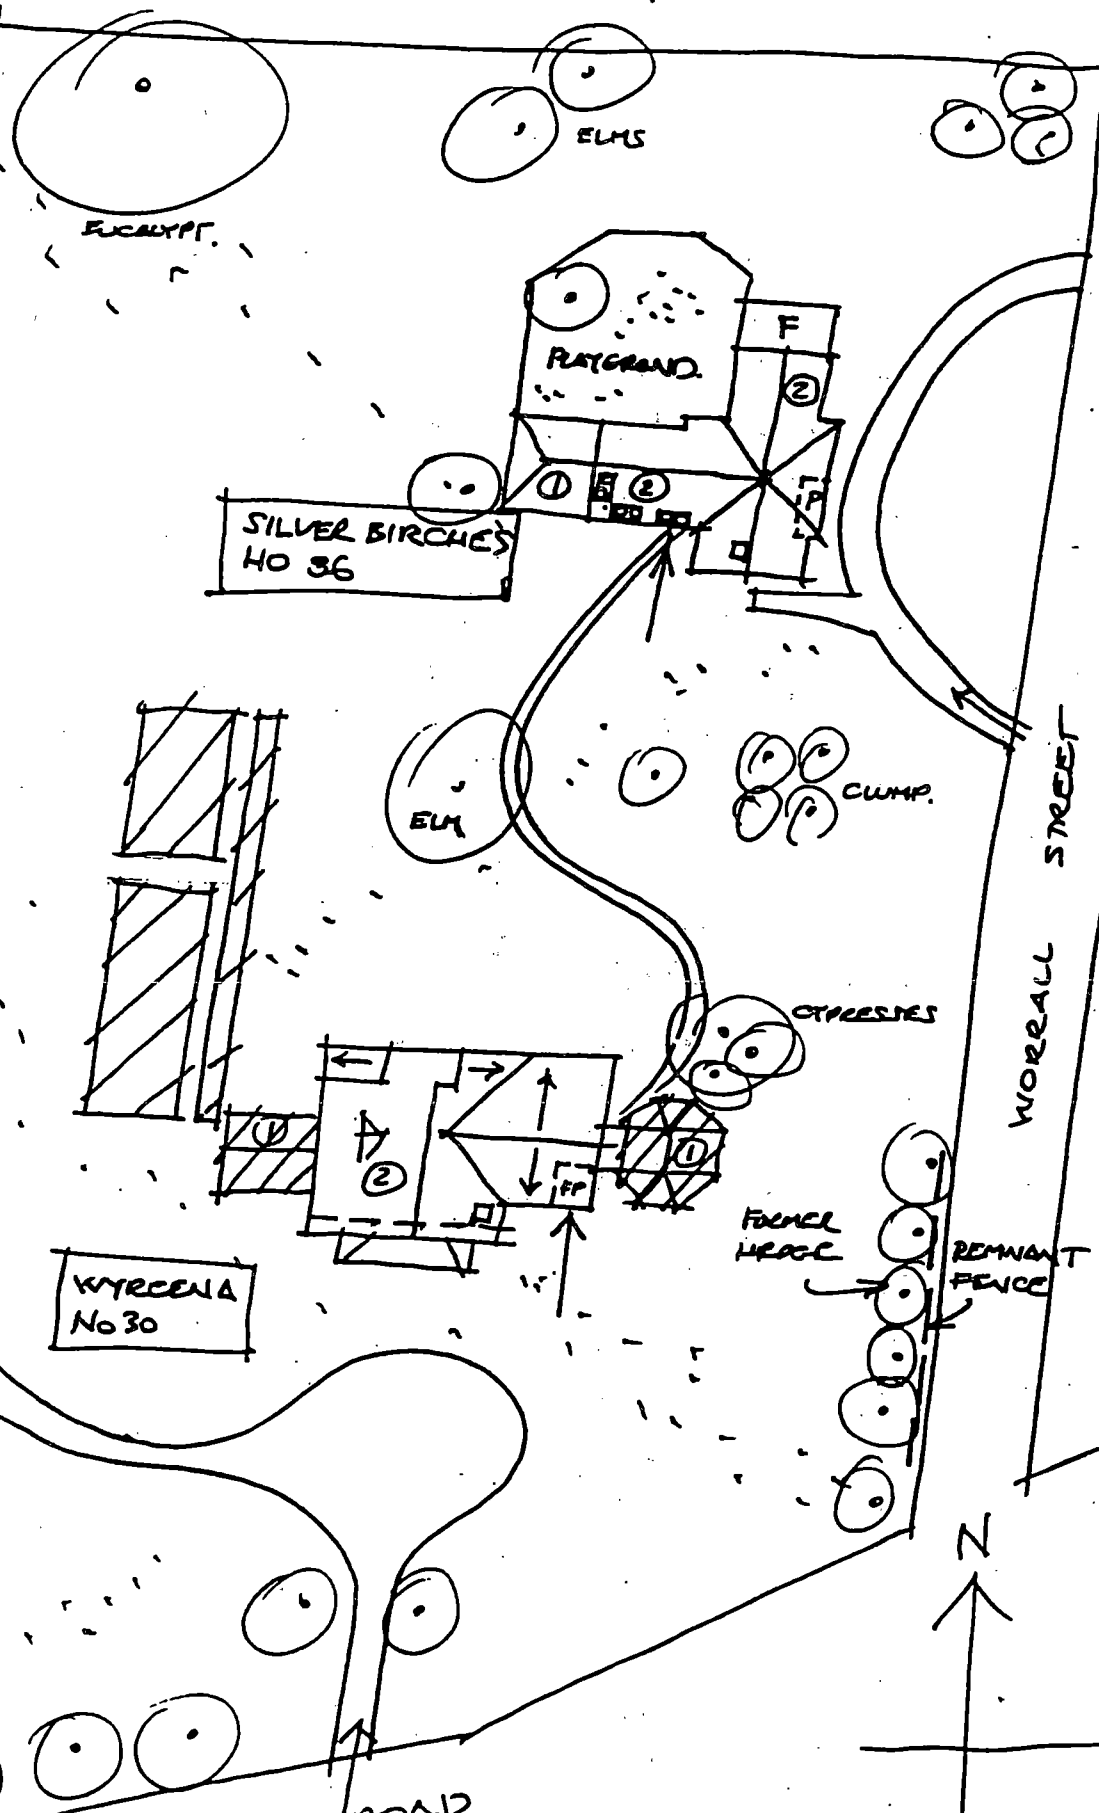 ELMS
EUCALYPT.
F
PLAYGROUND.
2
1
2
P
SILVER BIRCHES
NO 36
ELM
CLUMP.
WORRALL STREET
CYPRESSES
1
1
2
FP
FORMER
HEDGE
REMNANT
FENCE
WYREENA
No 30
N
ROAD